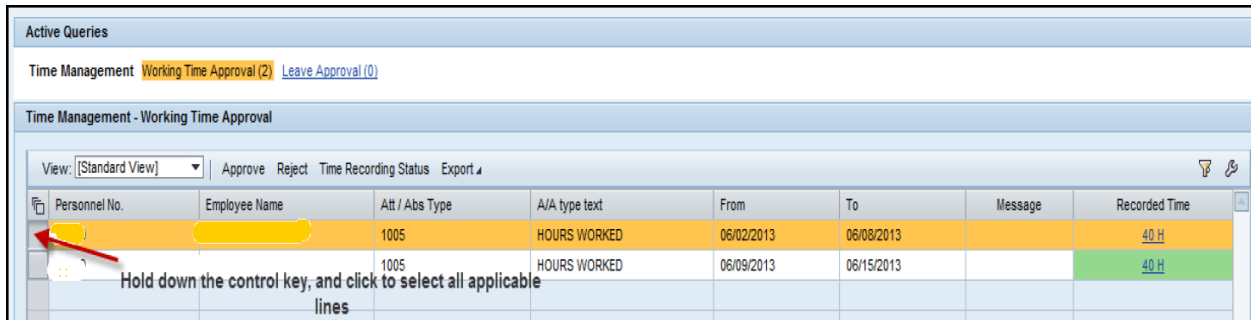 Active Queries
Time Management Working Time Approval (2) Leave Approval (0)
Time Management - Working Time Approval
View: [Standard View] Approve Reject Time Recording Status Export
Personnel No. Employee Name Att / Abs Type A/A type text From To Message Recorded Time
1005 HOURS WORKED 06/02/2013 06/08/2013 40 H
1005 HOURS WORKED 06/09/2013 06/15/2013 40 H
Hold down the control key, and click to select all applicable
lines